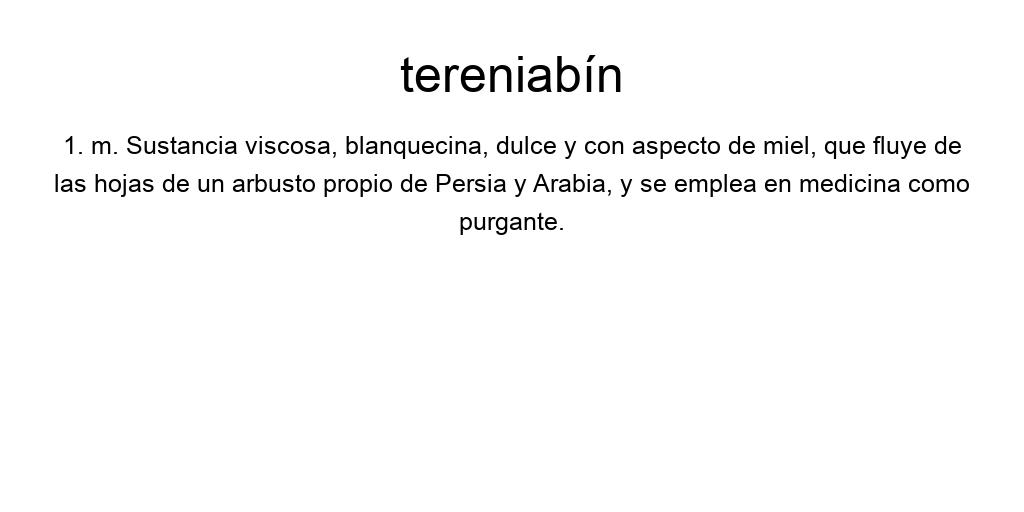 tereniabín
1. m. Sustancia viscosa, blanquecina, dulce y con aspecto de miel, que fluye de
las hojas de un arbusto propio de Persia y Arabia, y se emplea en medicina como
purgante.